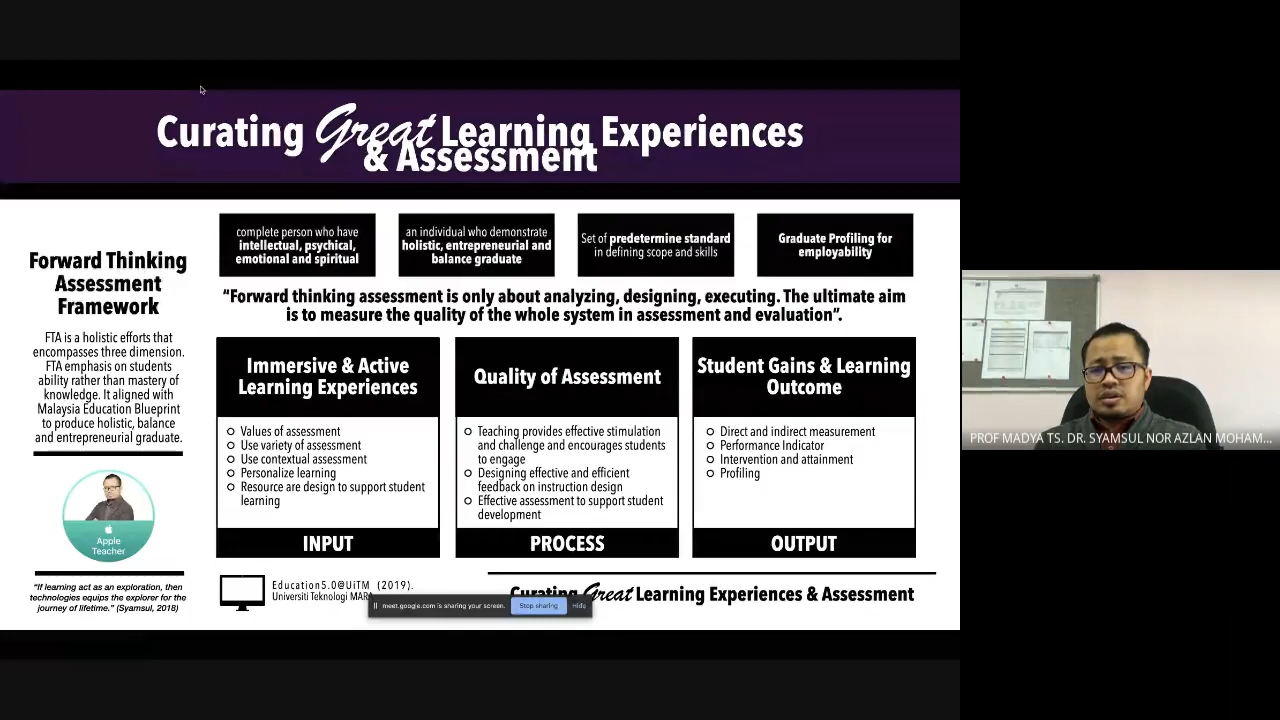 Curating Great Learning Experiences
& Assessment
complete person who have
intellectual, psychical,
emotional and spiritual
an individual who demonstrate
holistic, entrepreneurial and
balance graduate
Set of predetermine standard
in defining scope and skills
Graduate Profiling for
employability
Forward Thinking
Assessment
Framework
FTA is a holistic efforts that
encompasses three dimension.
FTA emphasis on students
ability rather than mastery of
knowledge. It aligned with
Malaysia Education Blueprint
to produce holistic, balance
and entrepreneurial graduate.
Apple
Teacher
"If learning act as an exploration, then
technologies equips the explorer for the
journey of lifetime." (Syamsul, 2018)
“Forward thinking assessment is only about analyzing, designing, executing. The ultimate aim
is to measure the quality of the whole system in assessment and evaluation”.
Immersive & Active
Learning Experiences
Values of assessment
Use variety of assessment
Use contextual assessment
Personalize learning
Resource are design to support student
learning
INPUT
Quality of Assessment
Teaching provides effective stimulation
and challenge and encourages students
to engage
Designing effective and efficient
feedback on instruction design
Effective assessment to support student
development
PROCESS
Student Gains & Learning
Outcome
Direct and indirect measurement
Performance Indicator
Intervention and attainment
Profiling
OUTPUT
Education5.0@UiTM (2019).
Universiti Teknologi MARA
Curating Great Learning Experiences & Assessment
meet.google.com is sharing your screen.
Stop sharing
Hide
PROF MADYA TS. DR. SYAMSUL NOR AZLAN MOHAM...